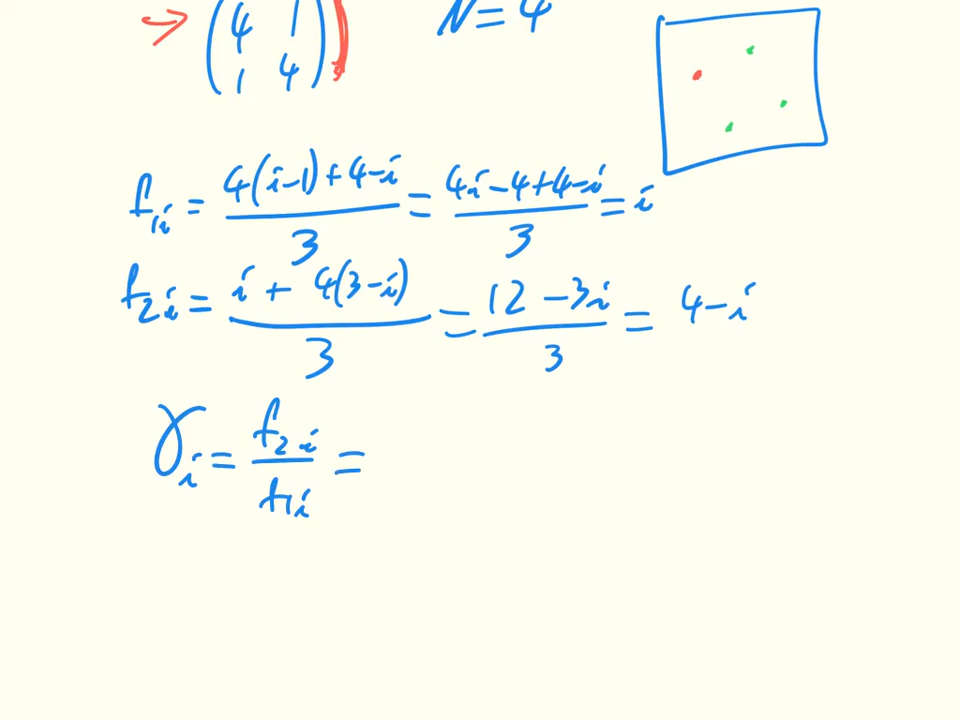 → (4 1
1 4) N = 4
f₁ᵢ = (4(i-1) + 4-i)/3 = (4i-4+4-i)/3 = i
f₂ᵢ = (i + 4(3-i))/3 = (12-3i)/3 = 4-i
γᵢ = f₂ᵢ/f₁ᵢ =